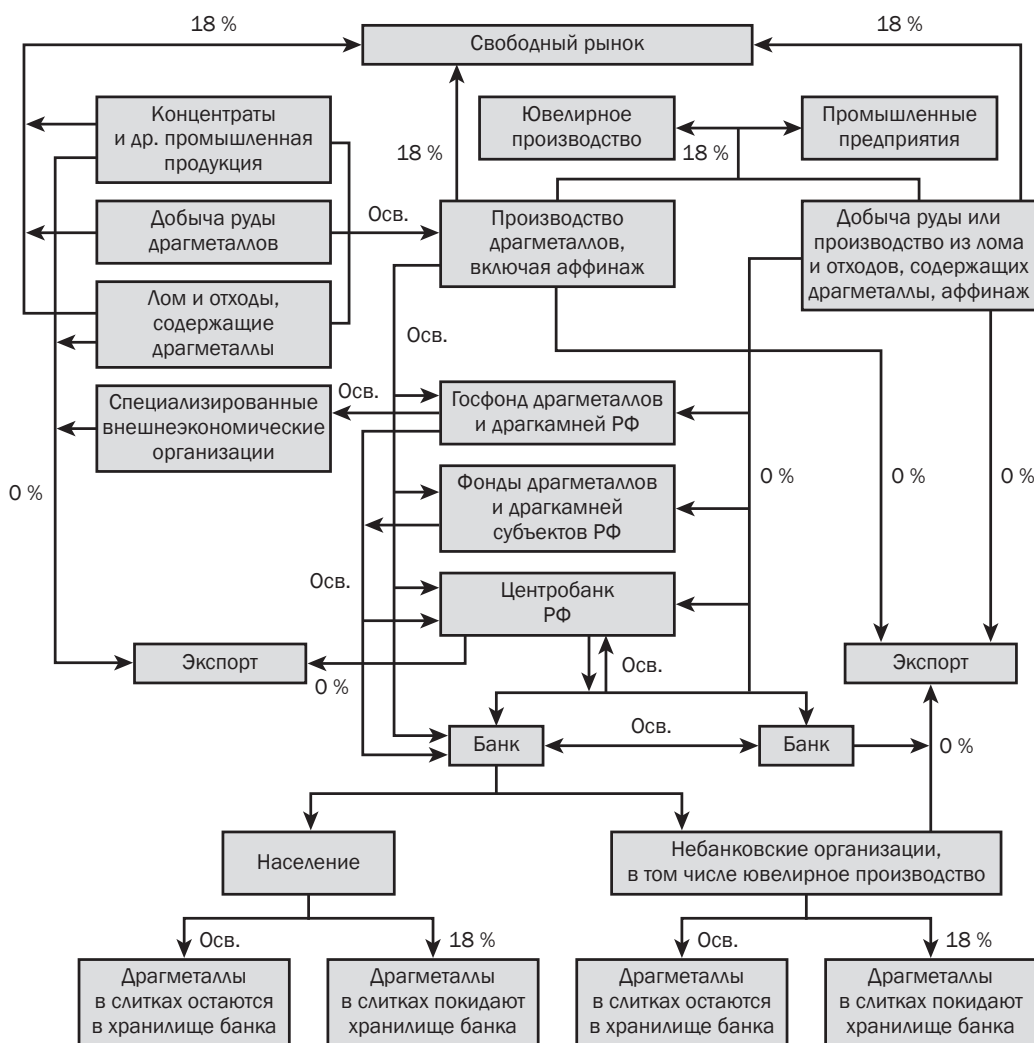 18 %
Свободный рынок
18 %
Концентраты
и др. промышленная
продукция
Ювелирное
производство
Промышленные
предприятия
18 %
18 %
Добыча руды
драгметаллов
Осв.
Производство
драгметаллов,
включая аффинаж
Добыча руды или
производство из лома
и отходов, содержащих
драгметаллы, аффинаж
Лом и отходы,
содержащие
драгметаллы
Осв.
Специализированные
внешнеэкономические
организации
Осв.
Госфонд драгметаллов
и драгкамней РФ
0 %
Фонды драгметаллов
и драгкамней
субъектов РФ
0 %
0 %
0 %
Осв.
Центробанк
РФ
Экспорт
0 %
Осв.
Экспорт
Банк
Осв.
Банк
0 %
Население
Небанковские организации,
в том числе ювелирное производство
Осв.
18 %
Осв.
18 %
Драгметаллы
в слитках остаются
в хранилище банка
Драгметаллы
в слитках покидают
хранилище банка
Драгметаллы
в слитках остаются
в хранилище банка
Драгметаллы
в слитках покидают
хранилище банка